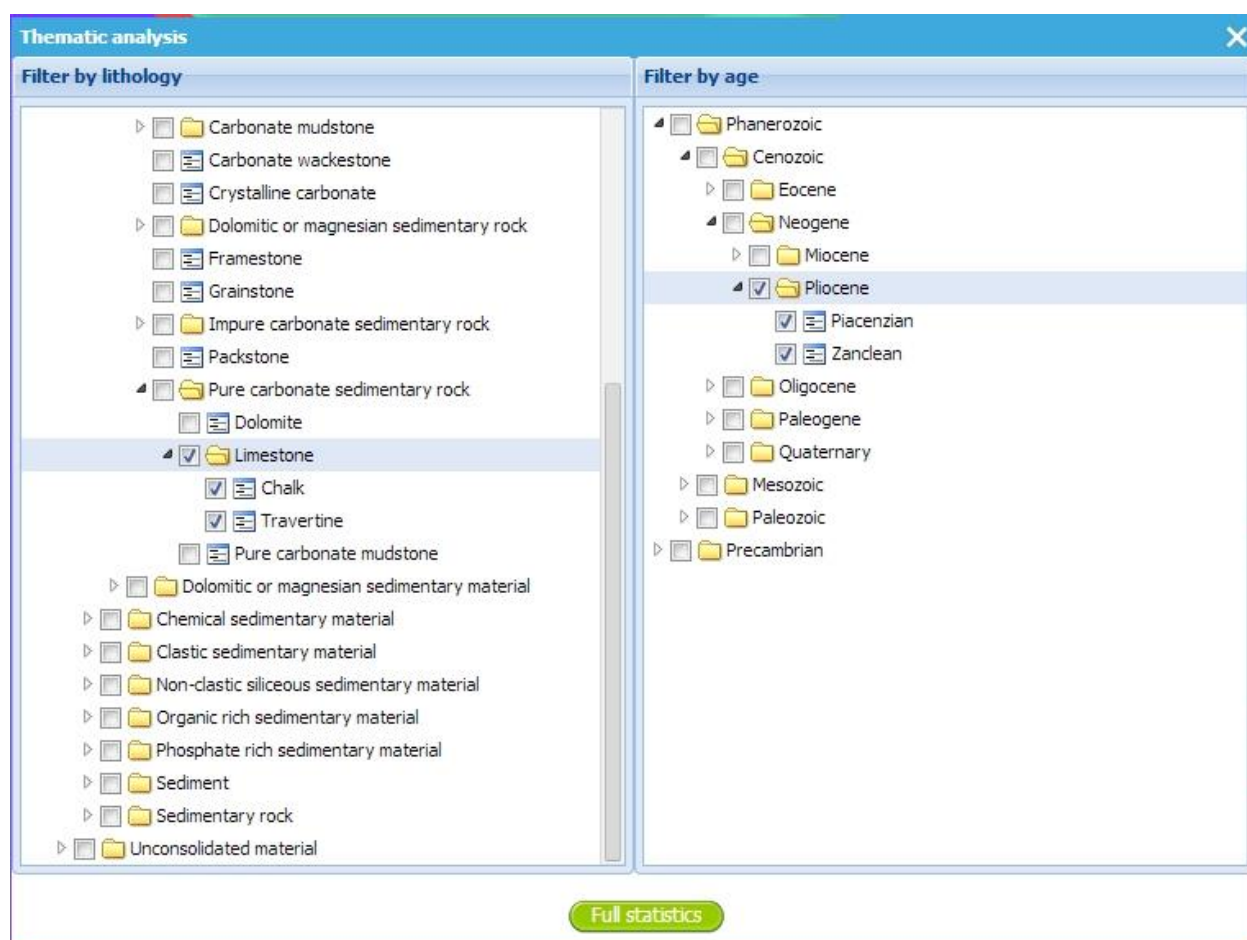 Thematic analysis
Filter by lithology
Carbonate mudstone
Carbonate wackestone
Crystalline carbonate
Dolomitic or magnesian sedimentary rock
Framestone
Grainstone
Impure carbonate sedimentary rock
Packstone
Pure carbonate sedimentary rock
Dolomite
Limestone
Chalk
Travertine
Pure carbonate mudstone
Dolomitic or magnesian sedimentary material
Chemical sedimentary material
Clastic sedimentary material
Non-clastic siliceous sedimentary material
Organic rich sedimentary material
Phosphate rich sedimentary material
Sediment
Sedimentary rock
Unconsolidated material
Filter by age
Phanerozoic
Cenozoic
Eocene
Neogene
Miocene
Pliocene
Piacenzian
Zanclean
Oligocene
Paleogene
Quaternary
Mesozoic
Paleozoic
Precambrian
Full statistics